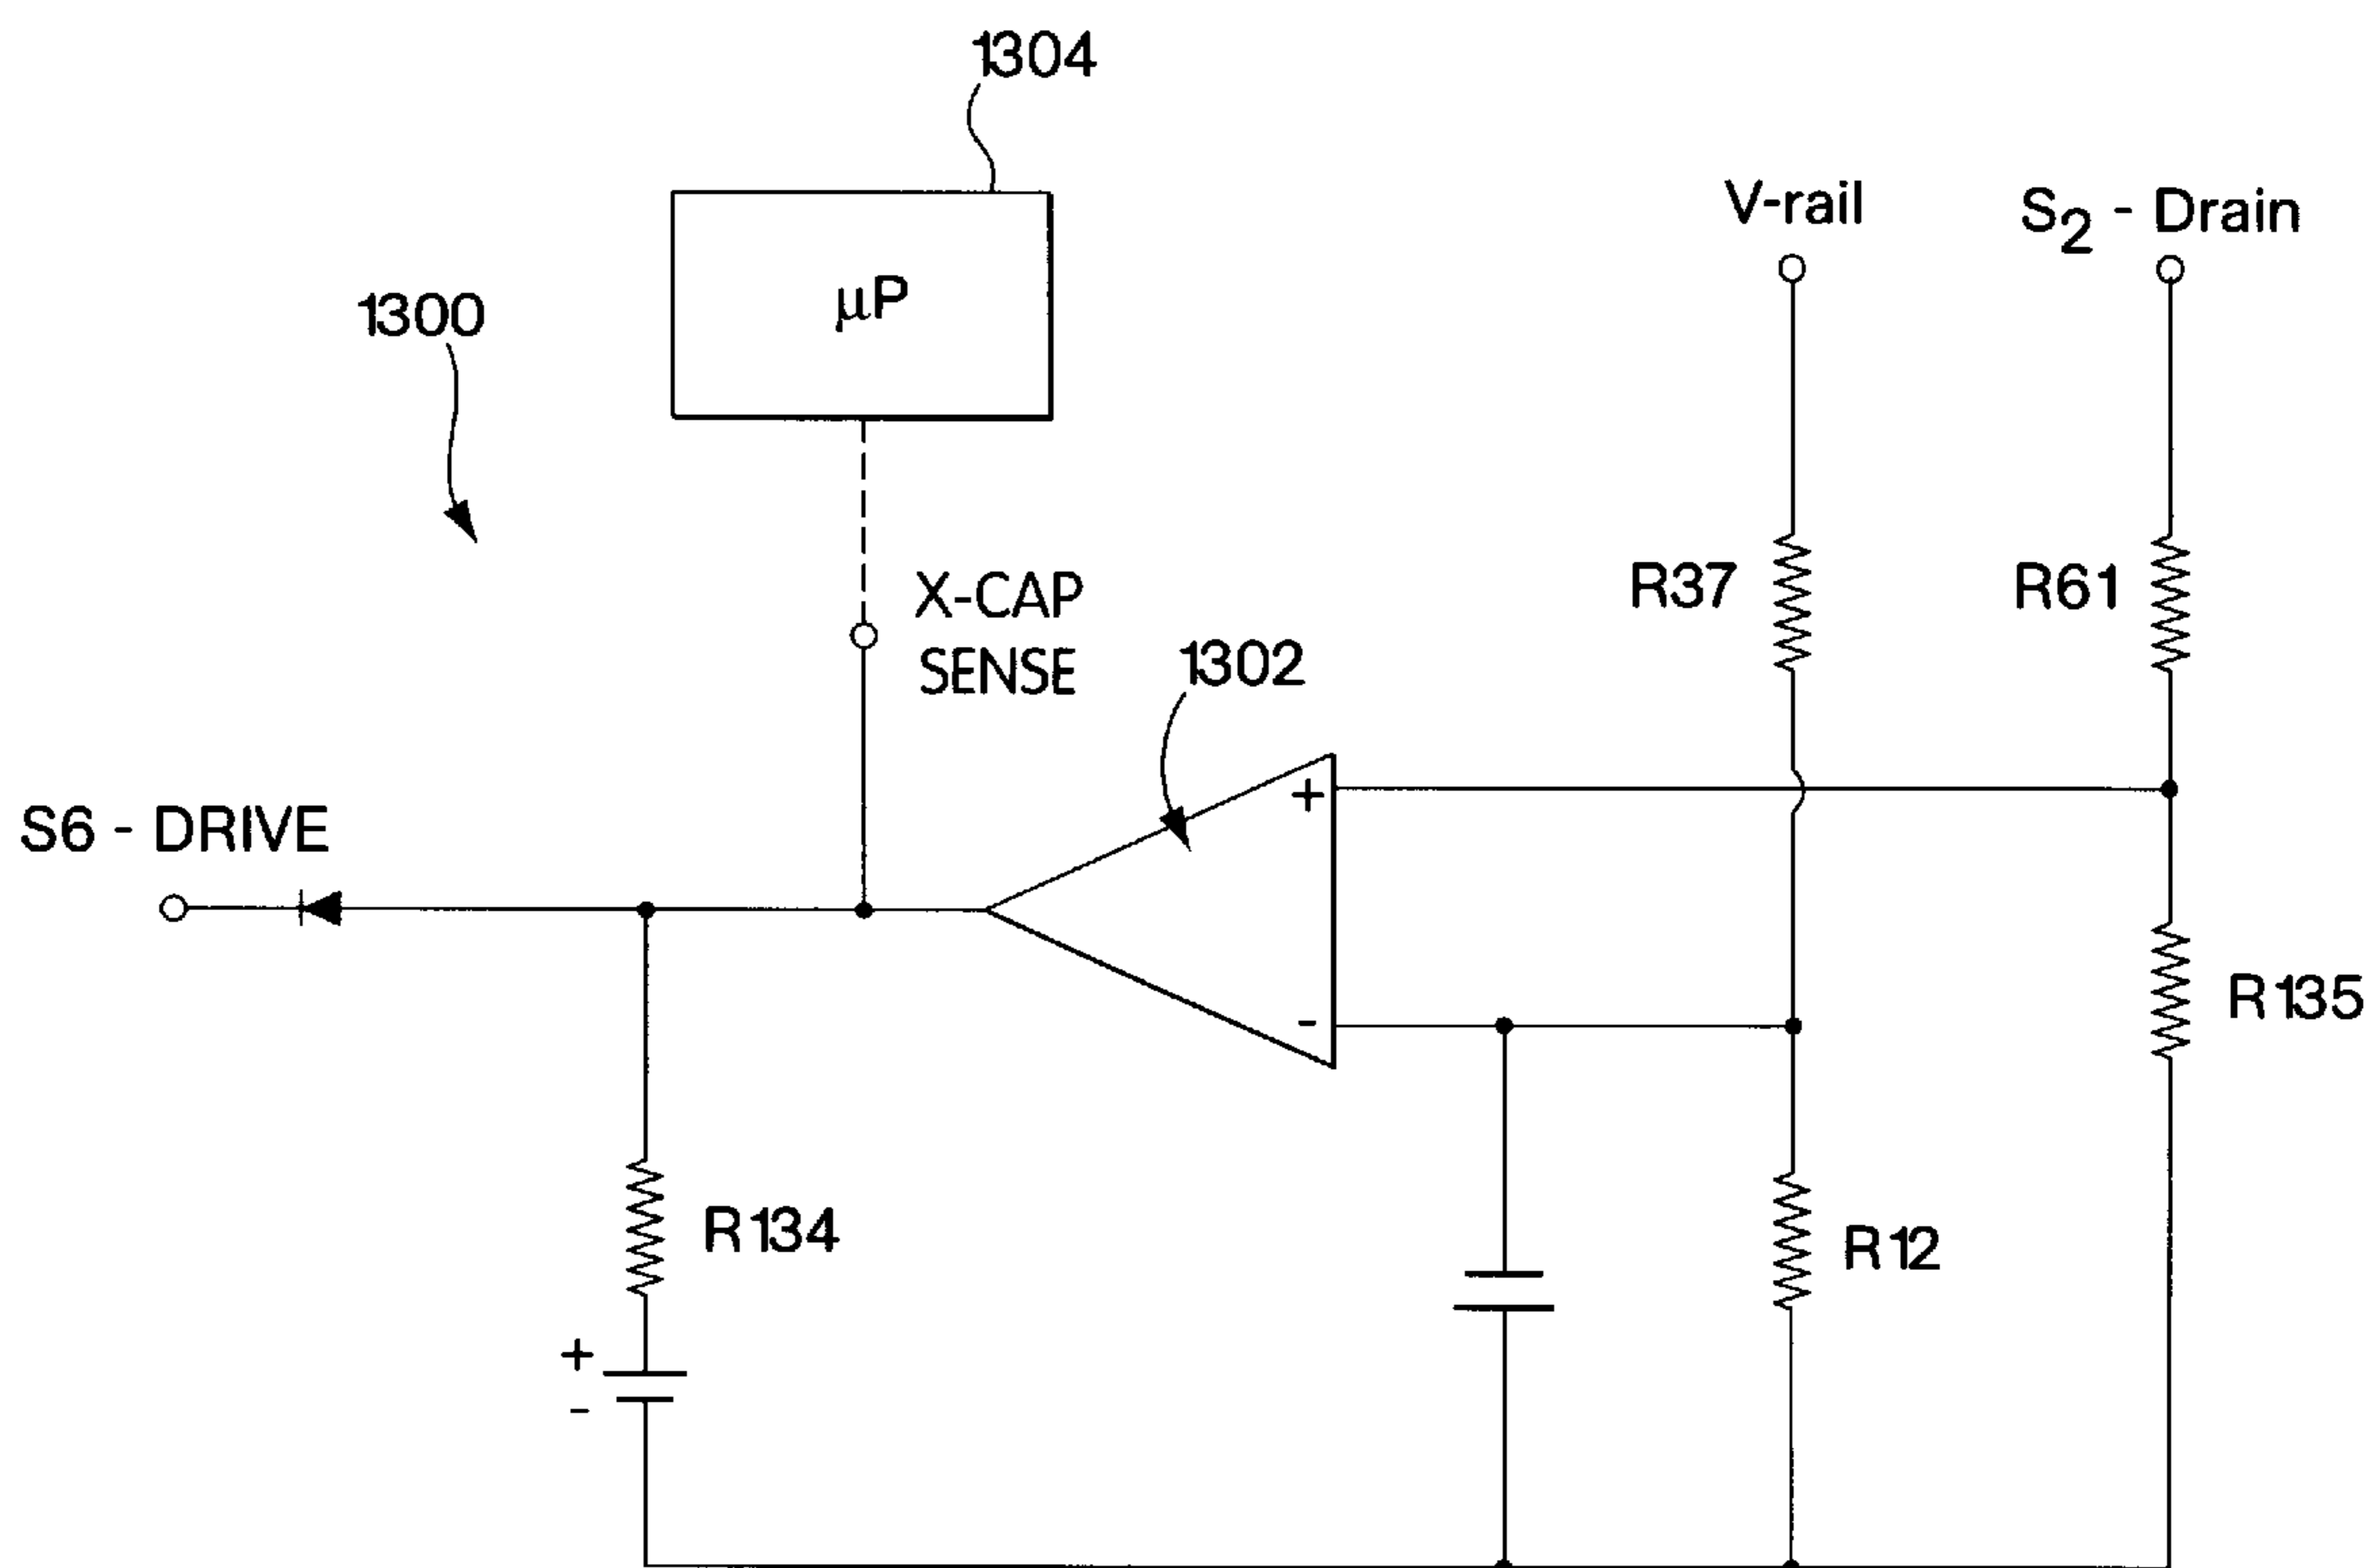 1304
V-rail
S2 - Drain
1300
µP
R37
R61
X-CAP
SENSE
1302
+
S6 - DRIVE
R135
-
R134
R12
+
-